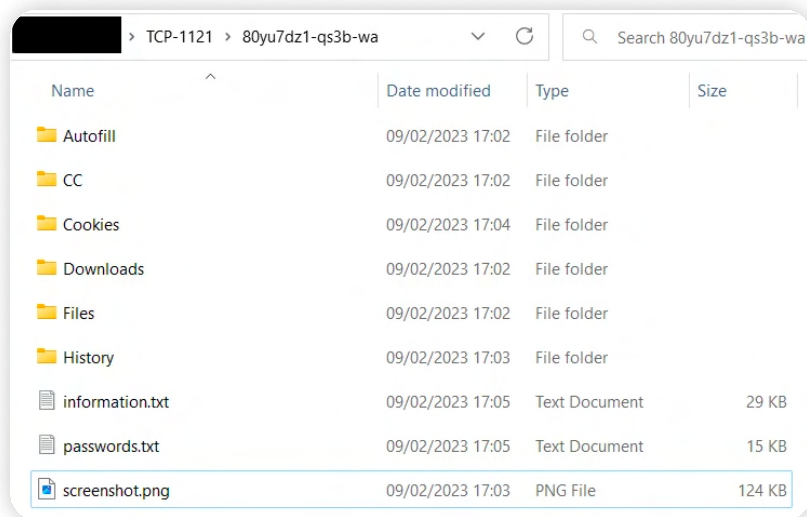 TCP-1121 > 80yu7dz1-qs3b-wa Search 80yu7dz1-qs3b-wa
Name Date modified Type Size
Autofill 09/02/2023 17:02 File folder
CC 09/02/2023 17:02 File folder
Cookies 09/02/2023 17:04 File folder
Downloads 09/02/2023 17:02 File folder
Files 09/02/2023 17:02 File folder
History 09/02/2023 17:03 File folder
information.txt 09/02/2023 17:05 Text Document 29 KB
passwords.txt 09/02/2023 17:05 Text Document 15 KB
screenshot.png 09/02/2023 17:03 PNG File 124 KB